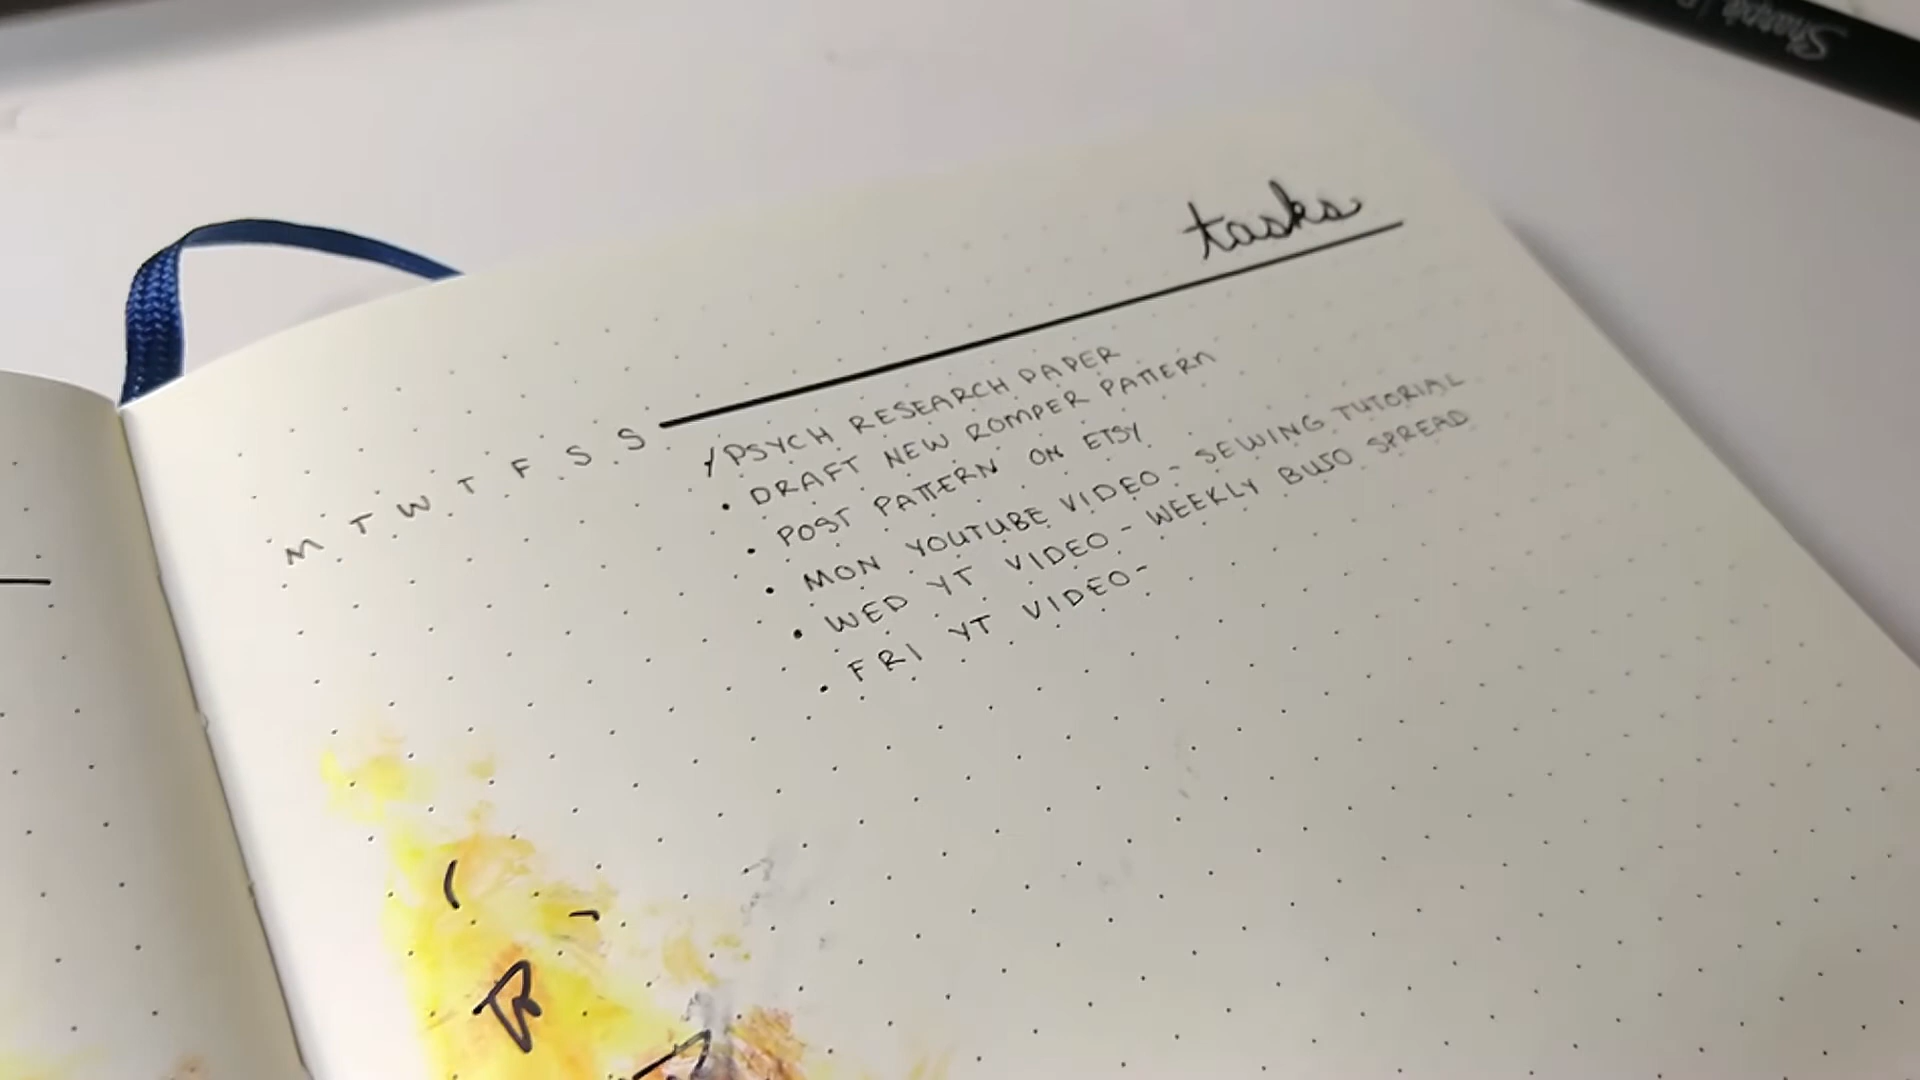 tasks
M T W T F S S
/ PSYCH RESEARCH PAPER
• DRAFT NEW ROMPER PATTERN
• POST PATTERN ON ETSY
• MON YOUTUBE VIDEO - SEWING TUTORIAL
• WED YT VIDEO - WEEKLY BUJO SPREAD
• FRI YT VIDEO -
Sharpie